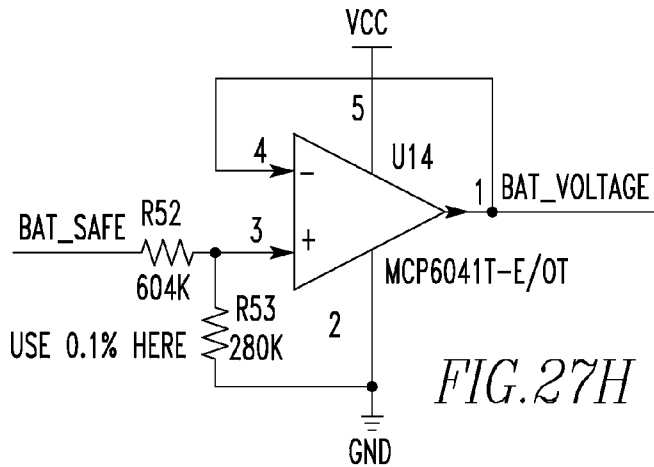 VCC
5
4
U14
-
1
BAT_VOLTAGE
R52
BAT_SAFE
3
+
604K
MCP6041T-E/OT
R53
2
USE 0.1% HERE
280K
FIG.27H
GND